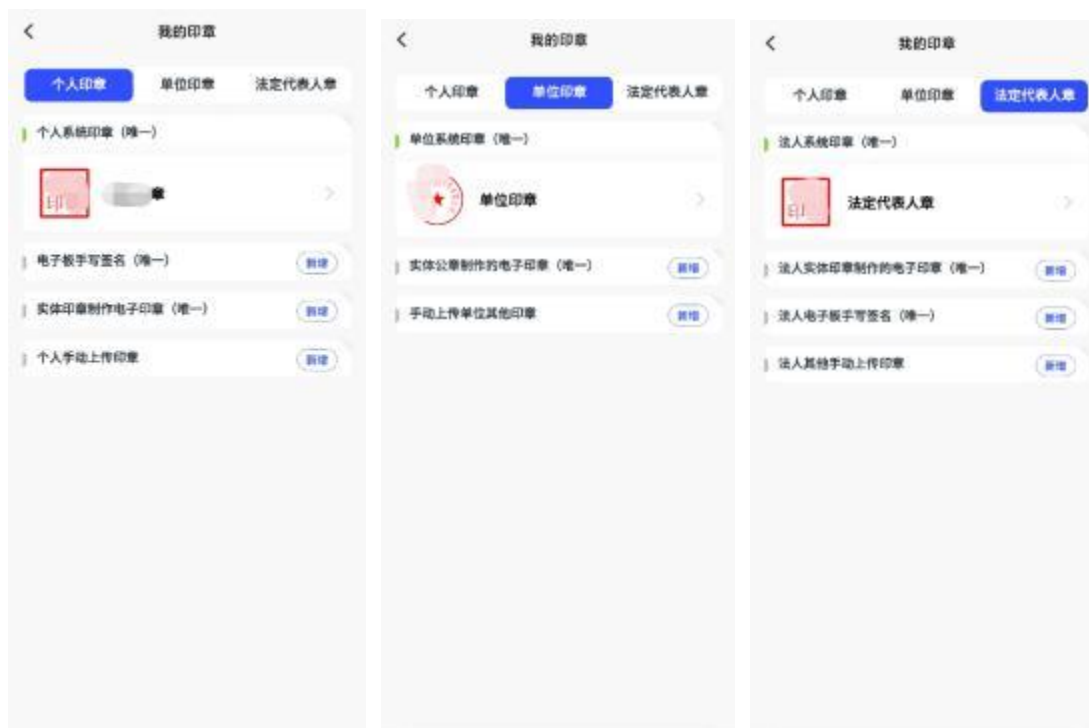 我的印章
个人印章 单位印章 法定代表人章
个人系统印章（唯一）
印
章
电子板手写签名（唯一） 新增
实体印章制作电子印章（唯一） 新增
个人手动上传印章 新增
我的印章
个人印章 单位印章 法定代表人章
单位系统印章（唯一）
单位印章
实体公章制作的电子印章（唯一） 新增
手动上传单位其他印章 新增
我的印章
个人印章 单位印章 法定代表人章
法人系统印章（唯一）
印
法定代表人章
法人实体印章制作的电子印章（唯一） 新增
法人电子板手写签名（唯一） 新增
法人其他手动上传印章 新增